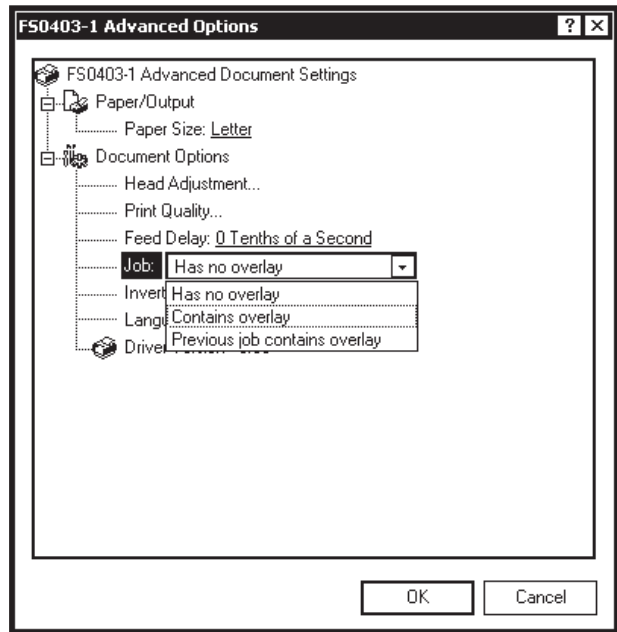 FS0403-1 Advanced Options
FS0403-1 Advanced Document Settings
Paper/Output
Paper Size: Letter
Document Options
Head Adjustment...
Print Quality...
Feed Delay: 0 Tenths of a Second
Job: Has no overlay
Invert
Has no overlay
Contains overlay
Previous job contains overlay
OK
Cancel